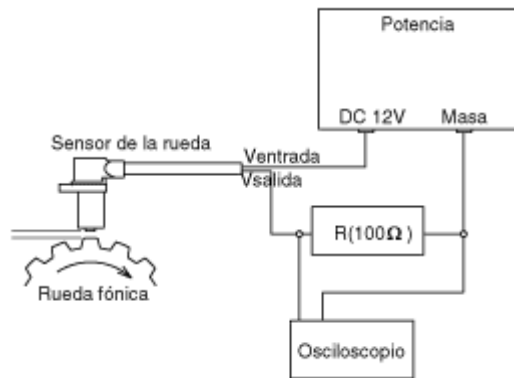 Potencia
DC 12V
Masa
Sensor de la rueda
Ventrada
Vsalida
R(100Ω)
Rueda fónica
Osciloscopio